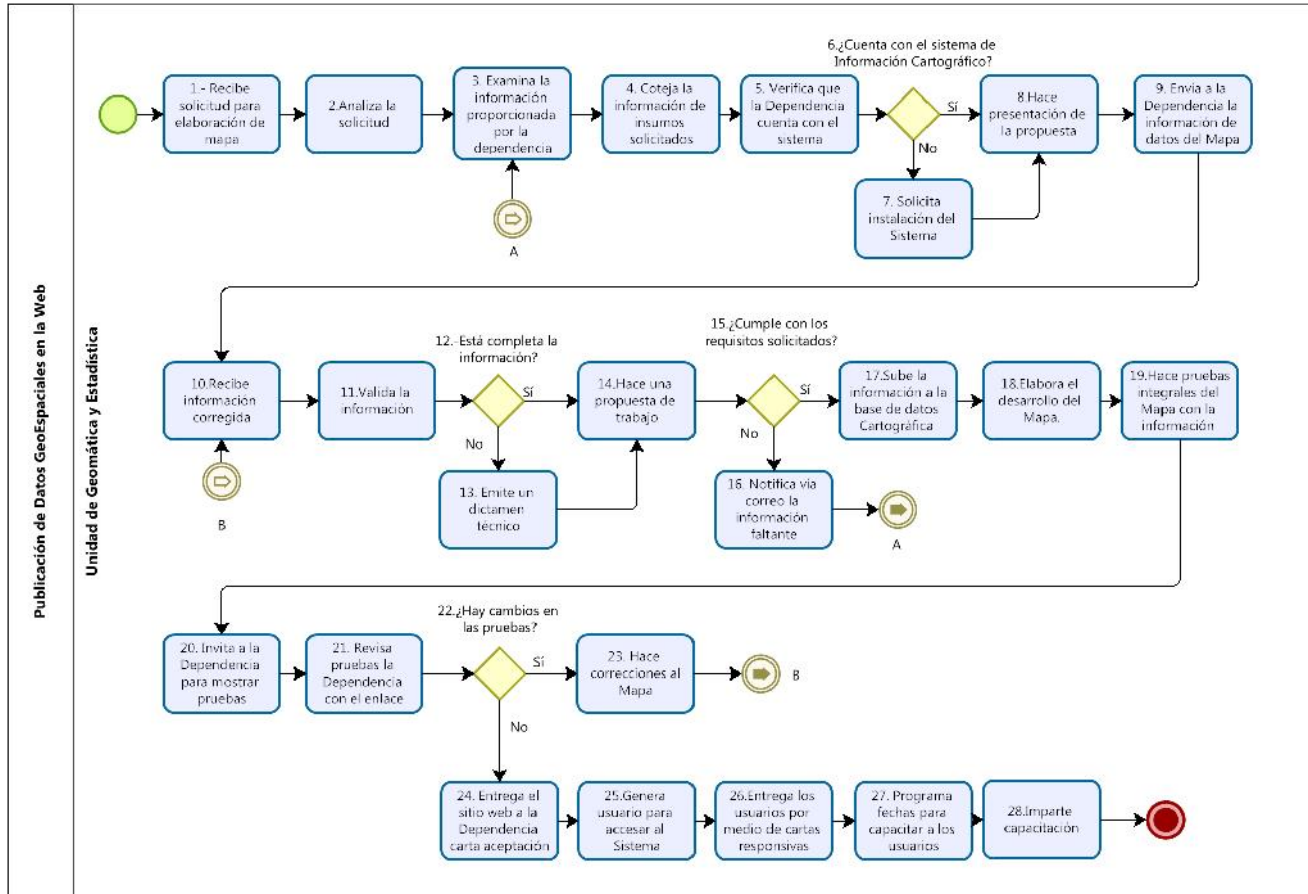 Publicación de Datos GeoEspaciales en la Web
Unidad de Geomática y Estadística
1.- Recibe
solicitud para
elaboración de
mapa
2.Analiza la
solicitud
3. Examina la
información
proporcionada
por la
dependencia
A
4. Coteja la
información de
insumos
solicitados
5. Verifica que
la Dependencia
cuenta con el
sistema
6.¿Cuenta con el sistema de
Información Cartográfico?
Sí
No
7. Solicita
instalación del
Sistema
8.Hace
presentación de
la propuesta
9. Envía a la
Dependencia la
información de
datos del Mapa
10.Recibe
información
corregida
B
11.Valida la
información
12.-Está completa la
información?
Sí
No
13. Emite un
dictamen
técnico
14.Hace una
propuesta de
trabajo
15.¿Cumple con los
requisitos solicitados?
Sí
No
16. Notifica vía
correo la
información
faltante
A
17.Sube la
información a la
base de datos
Cartográfica
18.Elabora el
desarrollo del
Mapa.
19.Hace pruebas
integrales del
Mapa con la
información
20. Invita a la
Dependencia
para mostrar
pruebas
21. Revisa
pruebas la
Dependencia
con el enlace
22.¿Hay cambios en
las pruebas?
Sí
No
23. Hace
correcciones al
Mapa
B
24. Entrega el
sitio web a la
Dependencia
carta aceptación
25.Genera
usuario para
accesar al
Sistema
26.Entrega los
usuarios por
medio de cartas
responsivas
27. Programa
fechas para
capacitar a los
usuarios
28.Imparte
capacitación